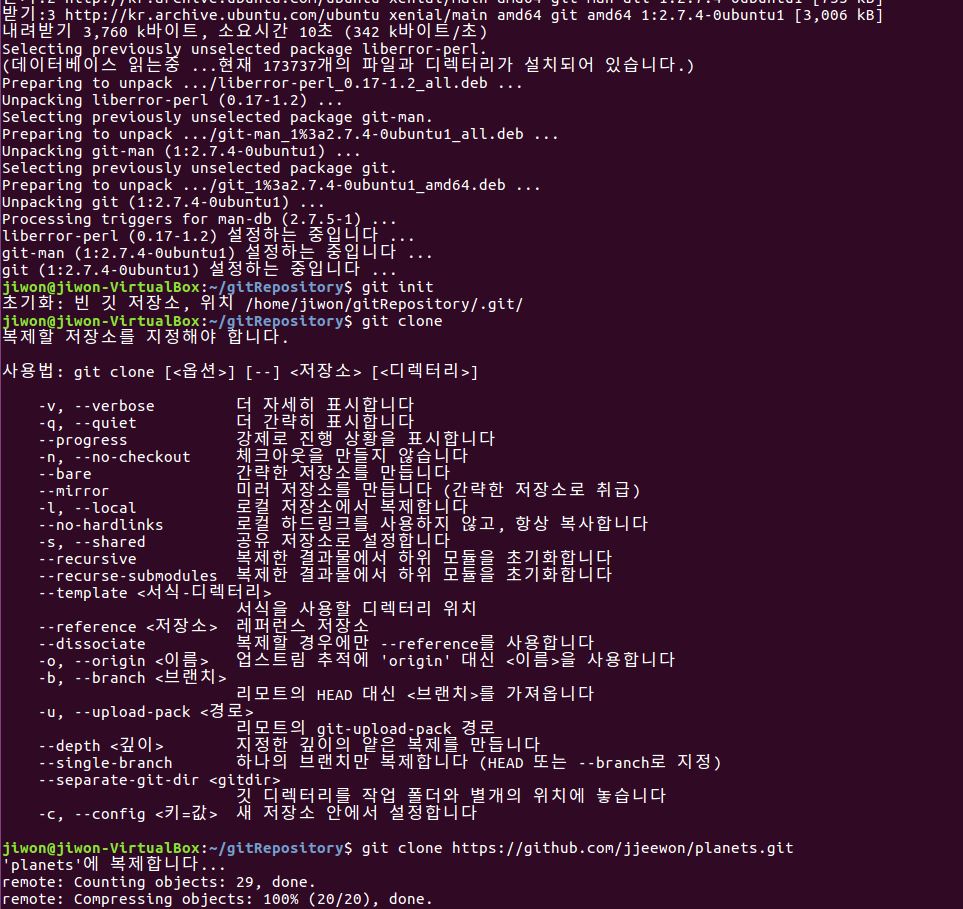 받기:2 http://kr.archive.ubuntu.com/ubuntu xenial/main amd64 git-man all 1:2.7.4-0ubuntu1 [735 kB]
받기:3 http://kr.archive.ubuntu.com/ubuntu xenial/main amd64 git amd64 1:2.7.4-0ubuntu1 [3,006 kB]
내려받기 3,760 k바이트, 소요시간 10초 (342 k바이트/초)
Selecting previously unselected package liberror-perl.
(데이터베이스 읽는중 ...현재 173737개의 파일과 디렉터리가 설치되어 있습니다.)
Preparing to unpack .../liberror-perl_0.17-1.2_all.deb ...
Unpacking liberror-perl (0.17-1.2) ...
Selecting previously unselected package git-man.
Preparing to unpack .../git-man_1%3a2.7.4-0ubuntu1_all.deb ...
Unpacking git-man (1:2.7.4-0ubuntu1) ...
Selecting previously unselected package git.
Preparing to unpack .../git_1%3a2.7.4-0ubuntu1_amd64.deb ...
Unpacking git (1:2.7.4-0ubuntu1) ...
Processing triggers for man-db (2.7.5-1) ...
liberror-perl (0.17-1.2) 설정하는 중입니다 ...
git-man (1:2.7.4-0ubuntu1) 설정하는 중입니다 ...
git (1:2.7.4-0ubuntu1) 설정하는 중입니다 ...
jiwon@jiwon-VirtualBox:~/gitRepository$ git init
초기화: 빈 깃 저장소, 위치 /home/jiwon/gitRepository/.git/
jiwon@jiwon-VirtualBox:~/gitRepository$ git clone
복제할 저장소를 지정해야 합니다.
사용법: git clone [<옵션>] [--] <저장소> [<디렉터리>]
-v, --verbose 더 자세히 표시합니다
-q, --quiet 더 간략히 표시합니다
--progress 강제로 진행 상황을 표시합니다
-n, --no-checkout 체크아웃을 만들지 않습니다
--bare 간략한 저장소를 만듭니다
--mirror 미러 저장소를 만듭니다 (간략한 저장소로 취급)
-l, --local 로컬 저장소에서 복제합니다
--no-hardlinks 로컬 하드링크를 사용하지 않고, 항상 복사합니다
-s, --shared 공유 저장소로 설정합니다
--recursive 복제한 결과물에서 하위 모듈을 초기화합니다
--recurse-submodules 복제한 결과물에서 하위 모듈을 초기화합니다
--template <서식-디렉터리>
서식을 사용할 디렉터리 위치
--reference <저장소> 레퍼런스 저장소
--dissociate 복제할 경우에만 --reference를 사용합니다
-o, --origin <이름> 업스트림 추적에 'origin' 대신 <이름>을 사용합니다
-b, --branch <브랜치>
리모트의 HEAD 대신 <브랜치>를 가져옵니다
-u, --upload-pack <경로>
리모트의 git-upload-pack 경로
--depth <깊이> 지정한 깊이의 얕은 복제를 만듭니다
--single-branch 하나의 브랜치만 복제합니다 (HEAD 또는 --branch로 지정)
--separate-git-dir <gitdir>
깃 디렉터리를 작업 폴더와 별개의 위치에 놓습니다
-c, --config <키=값> 새 저장소 안에서 설정합니다
jiwon@jiwon-VirtualBox:~/gitRepository$ git clone https://github.com/jjeewon/planets.git
'planets'에 복제합니다...
remote: Counting objects: 29, done.
remote: Compressing objects: 100% (20/20), done.